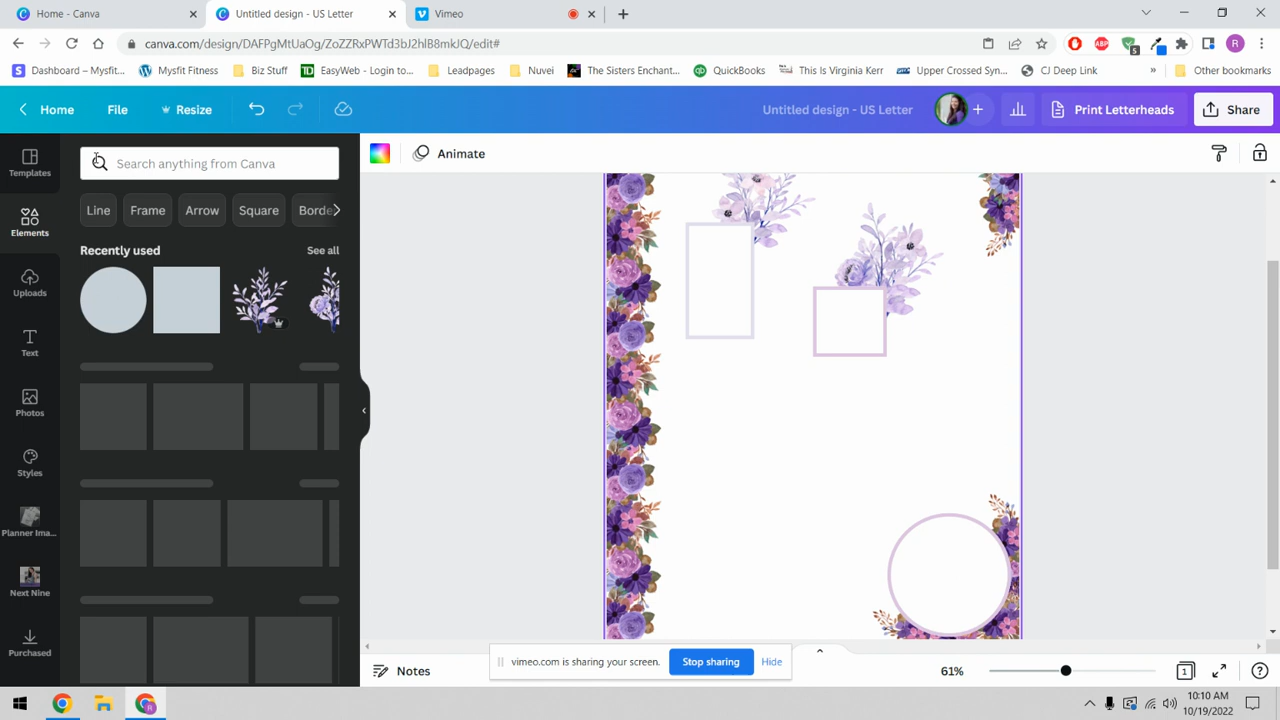 Home - Canva
Untitled design - US Letter
Vimeo
canva.com/design/DAFPgMtUaOg/ZoZZRxPWTd3bJ2hlB8mkJQ/edit#
Dashboard – Mysfit...
Mysfit Fitness
Biz Stuff
EasyWeb - Login to...
Leadpages
Nuvei
The Sisters Enchant...
QuickBooks
This Is Virginia Kerr
Upper Crossed Syn...
CJ Deep Link
»
Other bookmarks
Home
File
Resize
Untitled design - US Letter
Print Letterheads
Share
Templates
Search anything from Canva
Animate
Elements
Line
Frame
Arrow
Square
Borde
Recently used
See all
Uploads
Text
Photos
Styles
Planner Ima...
Next Nine
Purchased
vimeo.com is sharing your screen.
Stop sharing
Hide
Notes
61%
1
10:10 AM
10/19/2022